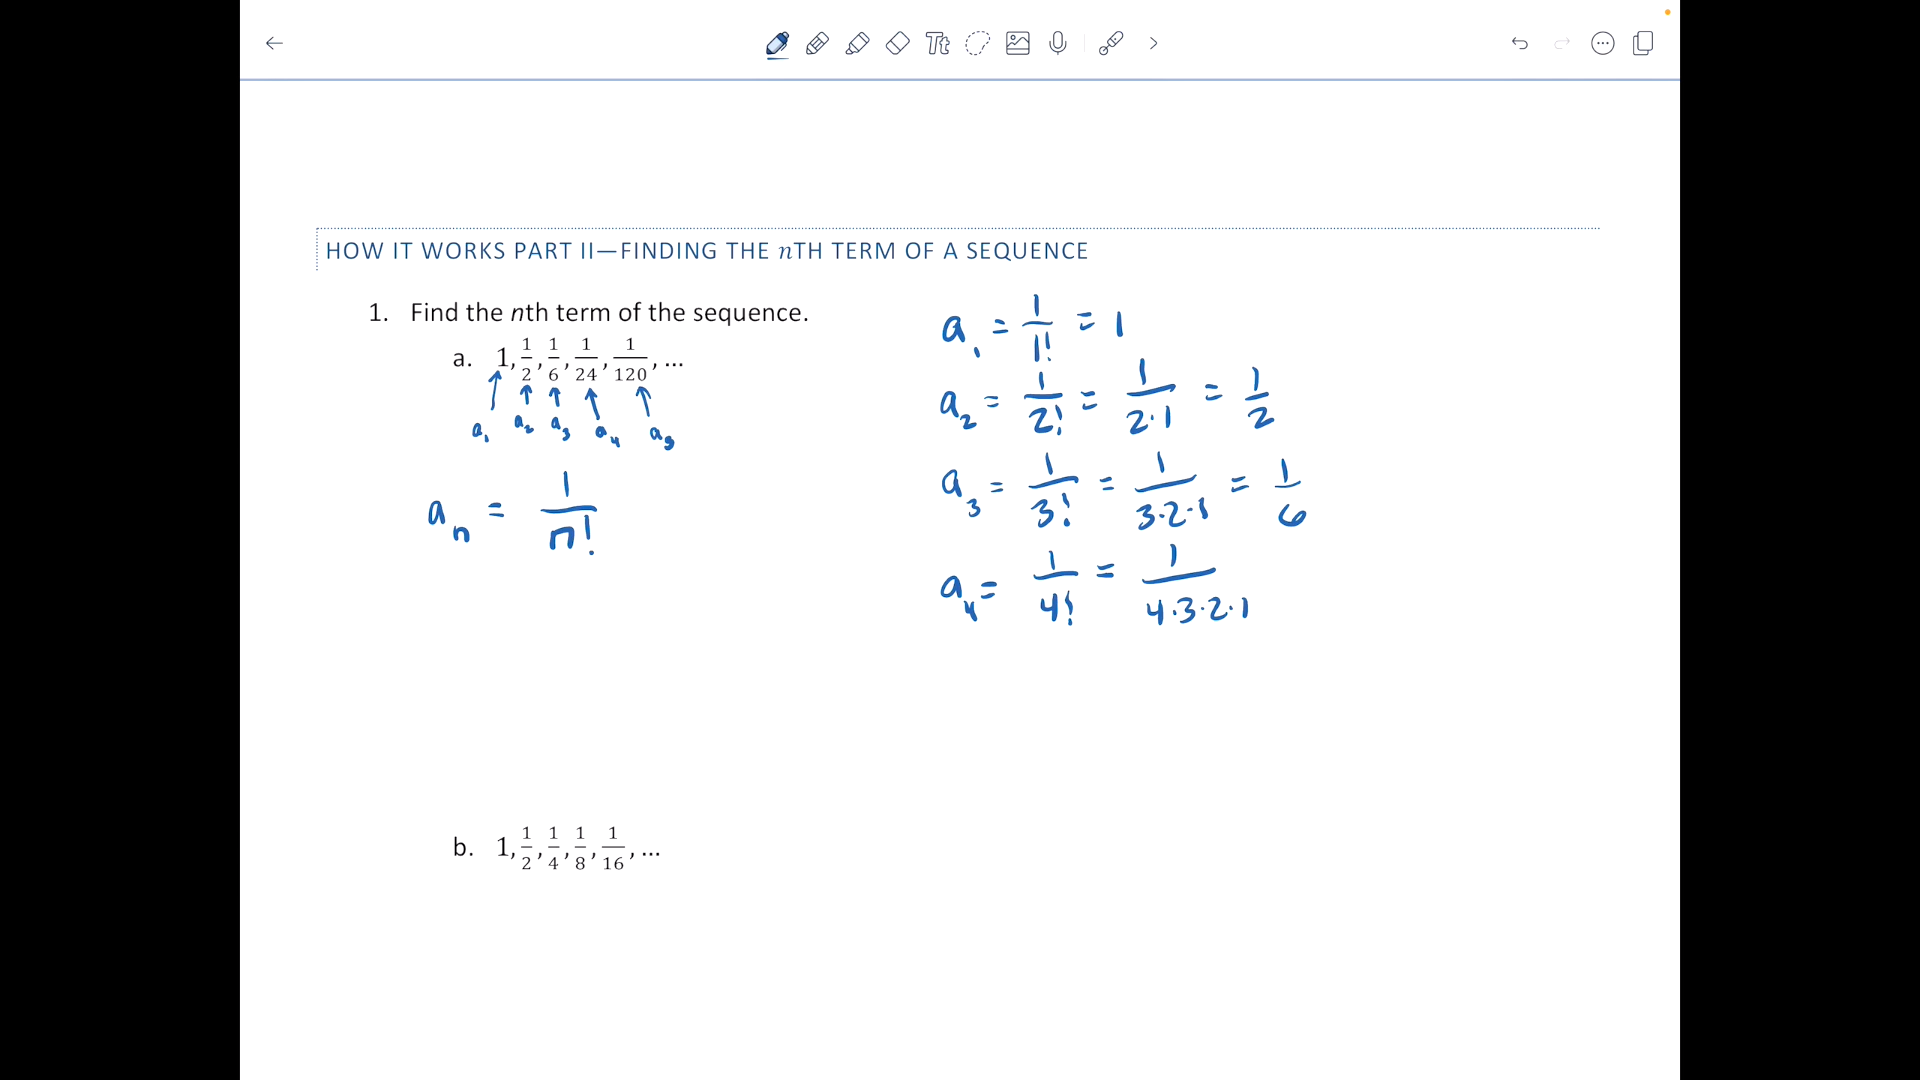 Tt
HOW IT WORKS PART II—FINDING THE nTH TERM OF A SEQUENCE
1. Find the nth term of the sequence.
a. 1, 1/2, 1/6, 1/24, 1/120, ...
a₁ a₂ a₃ a₄ a₅
aₙ = 1/n!
a₁ = 1/1! = 1
a₂ = 1/2! = 1/(2·1) = 1/2
a₃ = 1/3! = 1/(3·2·1) = 1/6
a₄ = 1/4! = 1/(4·3·2·1)
b. 1, 1/2, 1/4, 1/8, 1/16, ...